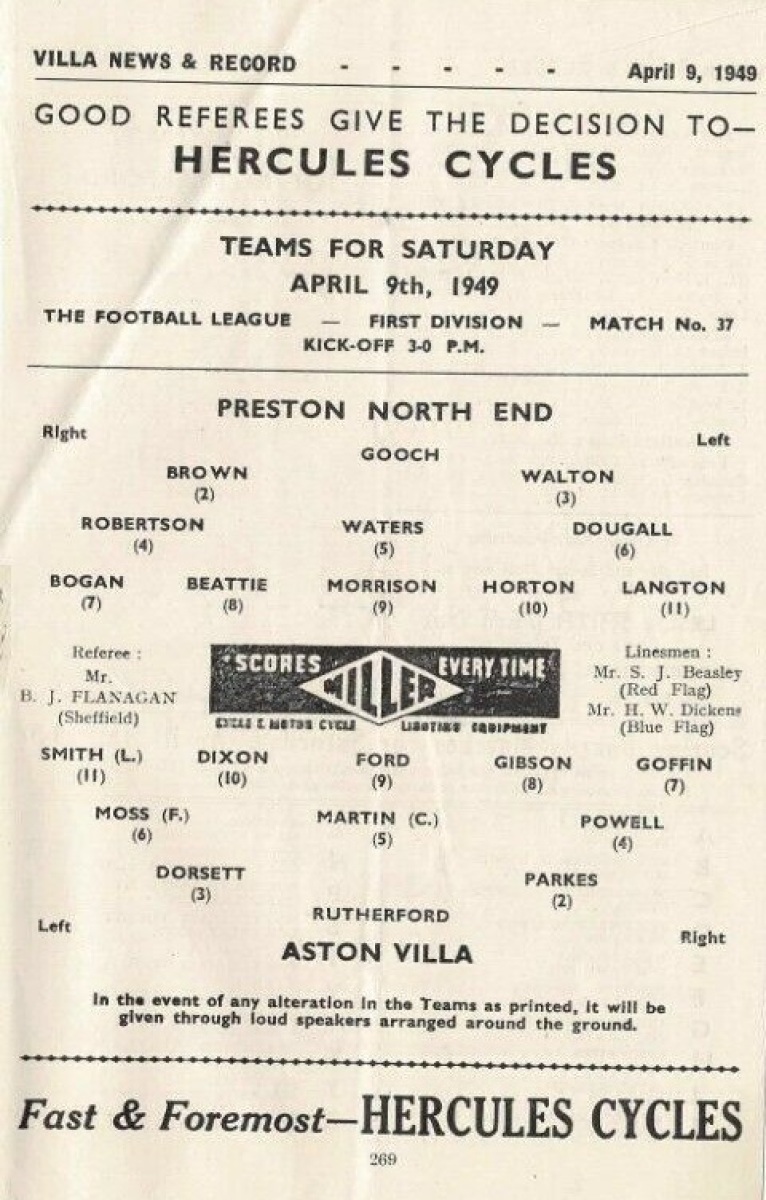 VILLA NEWS & RECORD - - - - - April 9, 1949
GOOD REFEREES GIVE THE DECISION TO—
HERCULES CYCLES
TEAMS FOR SATURDAY
APRIL 9th, 1949
THE FOOTBALL LEAGUE — FIRST DIVISION — MATCH No. 37
KICK-OFF 3-0 P.M.
PRESTON NORTH END
Right Left
GOOCH
BROWN WALTON
(2) (3)
ROBERTSON WATERS DOUGALL
(4) (5) (6)
BOGAN BEATTIE MORRISON HORTON LANGTON
(7) (8) (9) (10) (11)
Referee :
Mr.
B. J. FLANAGAN
(Sheffield)
"SCORES MILLER EVERY TIME"
CYCLE & MOTOR CYCLE LIGHTING EQUIPMENT
Linesmen :
Mr. S. J. Beasley
(Red Flag)
Mr. H. W. Dickens
(Blue Flag)
SMITH (L.) DIXON FORD GIBSON GOFFIN
(11) (10) (9) (8) (7)
MOSS (F.) MARTIN (C.) POWELL
(6) (5) (4)
DORSETT PARKES
(3) (2)
RUTHERFORD
Left Right
ASTON VILLA
In the event of any alteration in the Teams as printed, it will be
given through loud speakers arranged around the ground.
Fast & Foremost—HERCULES CYCLES
269